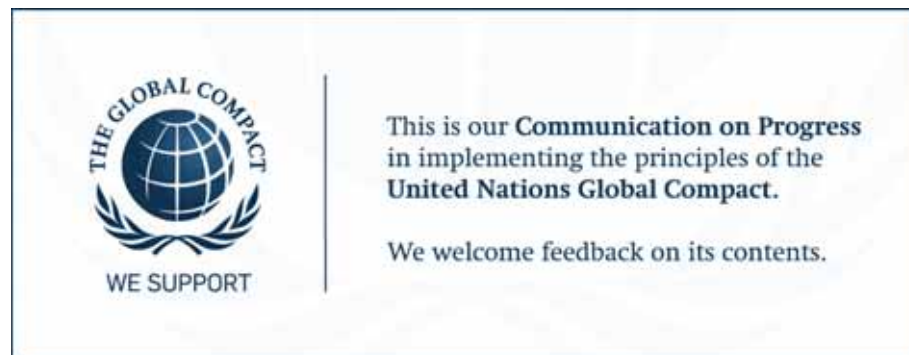 THE GLOBAL COMPACT
WE SUPPORT
This is our Communication on Progress
in implementing the principles of the
United Nations Global Compact.
We welcome feedback on its contents.